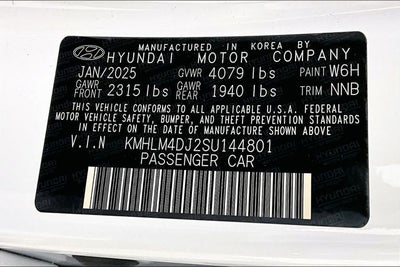 MANUFACTURED IN KOREA BY
HYUNDAI MOTOR COMPANY
JAN/2025 GVWR 4079 lbs PAINT W6H
GAWR FRONT 2315 lbs GAWR REAR 1940 lbs TRIM NNB
THIS VEHICLE CONFORMS TO ALL APPLICABLE U.S.A. FEDERAL
MOTOR VEHICLE SAFETY, BUMPER, AND THEFT PREVENTION STANDARDS
IN EFFECT ON THE DATE OF MANUFACTURE SHOWN ABOVE
V.I.N KMHLM4DJ2SU144801
PASSENGER CAR